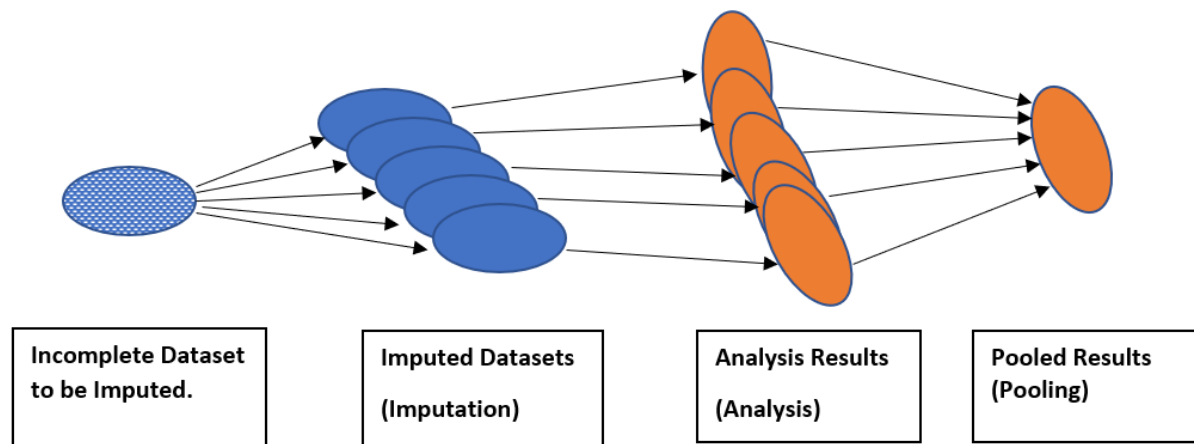 Incomplete Dataset
to be Imputed.
Imputed Datasets
(Imputation)
Analysis Results
(Analysis)
Pooled Results
(Pooling)